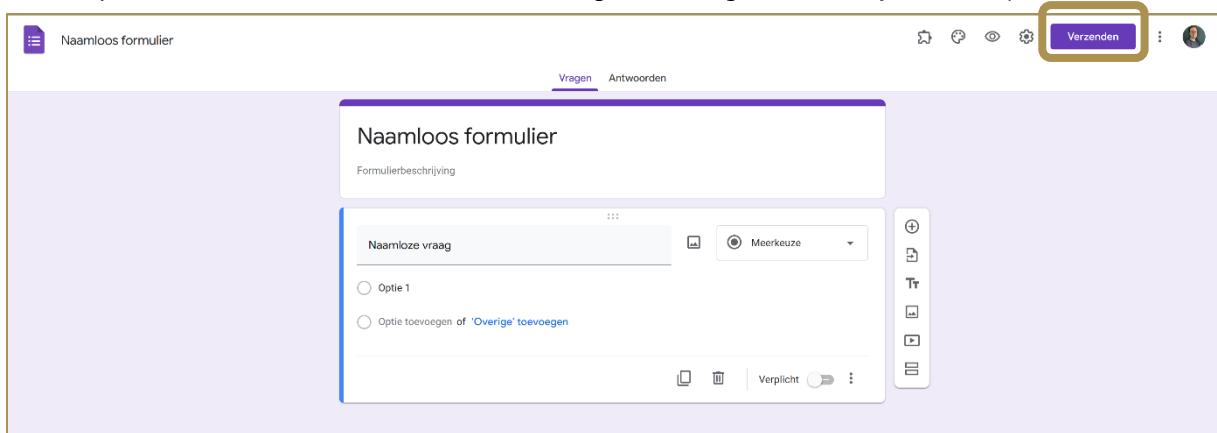 Naamloos formulier
Verzenden
Vragen Antwoorden
Naamloos formulier
Formulierbeschrijving
Naamloze vraag
Meerkeuze
Optie 1
Optie toevoegen of 'Overige' toevoegen
Verplicht